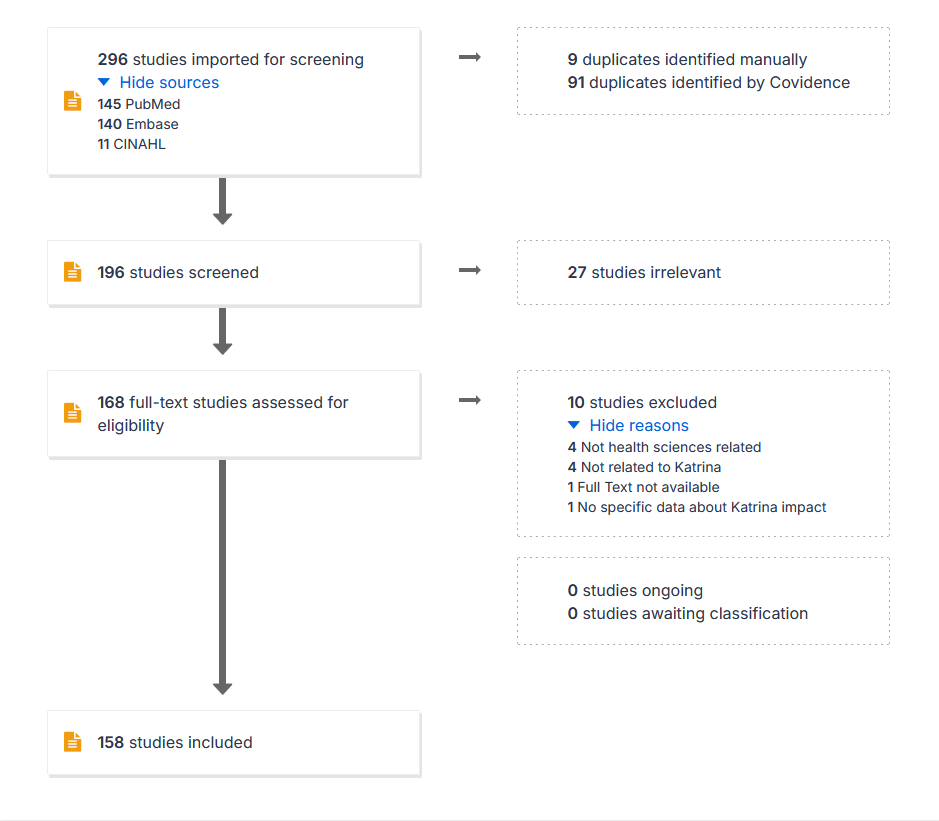 296 studies imported for screening
Hide sources
145 PubMed
140 Embase
11 CINAHL
9 duplicates identified manually
91 duplicates identified by Covidence
196 studies screened
27 studies irrelevant
168 full-text studies assessed for
eligibility
10 studies excluded
Hide reasons
4 Not health sciences related
4 Not related to Katrina
1 Full Text not available
1 No specific data about Katrina impact
0 studies ongoing
0 studies awaiting classification
158 studies included